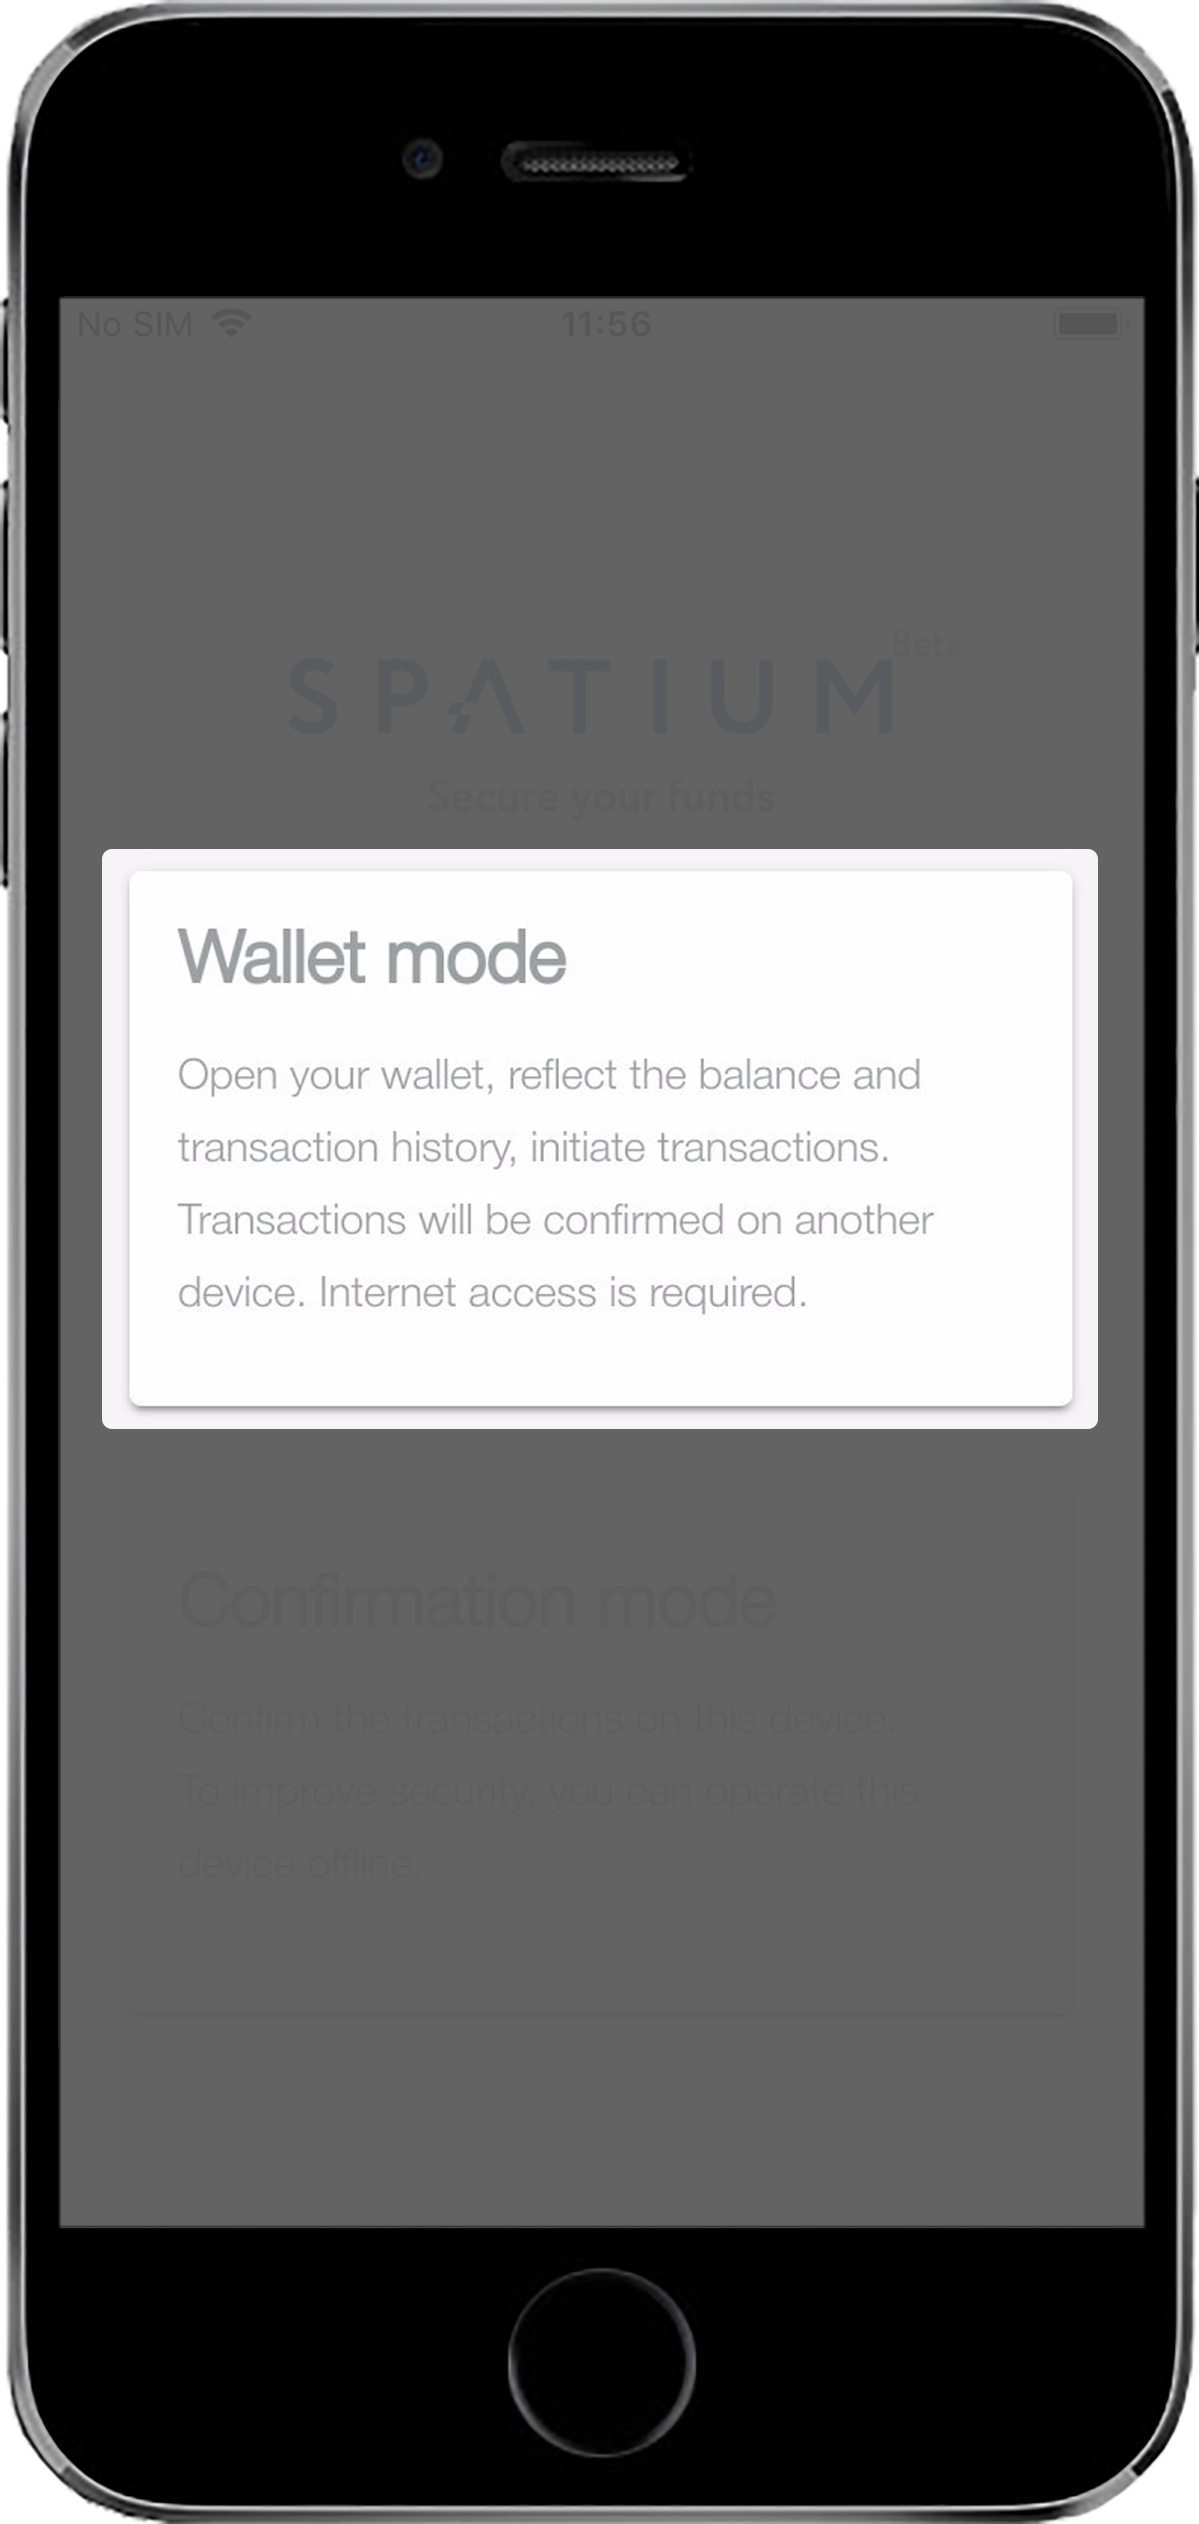 No SIM 11:56
Beta
SPATIUM
Secure your funds
Wallet mode
Open your wallet, reflect the balance and
transaction history, initiate transactions.
Transactions will be confirmed on another
device. Internet access is required.
Confirmation mode
Confirm the transactions on this device.
To improve security, you can operate this
device offline.